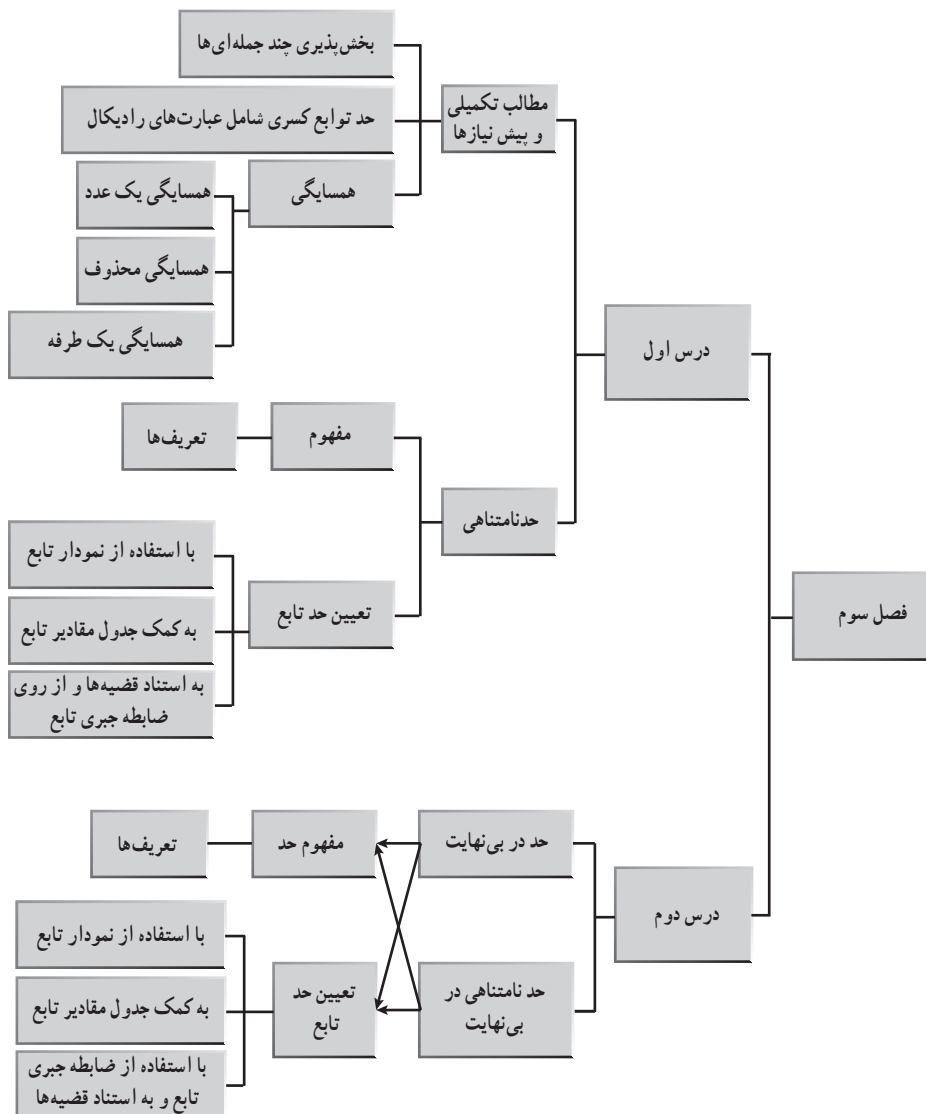 فصل سوم
درس اول
مطالب تکمیلی
و پیش نیازها
بخش‌پذیری چند جمله‌ای‌ها
حد توابع کسری شامل عبارت‌های رادیکال
همسایگی
همسایگی یک عدد
همسایگی محذوف
همسایگی یک طرفه
حدنامتناهی
مفهوم
تعریف‌ها
تعیین حد تابع
با استفاده از نمودار تابع
به کمک جدول مقادیر تابع
به استناد قضیه‌ها و از روی
ضابطه جبری تابع
درس دوم
حد در بی‌نهایت
مفهوم حد
تعریف‌ها
حد نامتناهی در
بی‌نهایت
تعیین حد
تابع
با استفاده از نمودار تابع
به کمک جدول مقادیر تابع
با استفاده از ضابطه جبری
تابع و به استناد قضیه‌ها